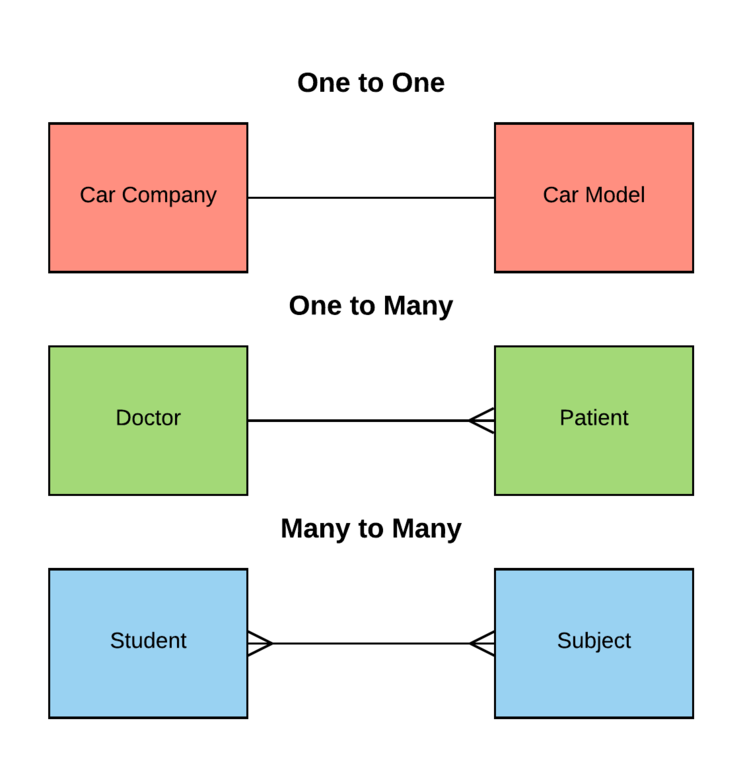 One to One
Car Company
Car Model
One to Many
Doctor
Patient
Many to Many
Student
Subject